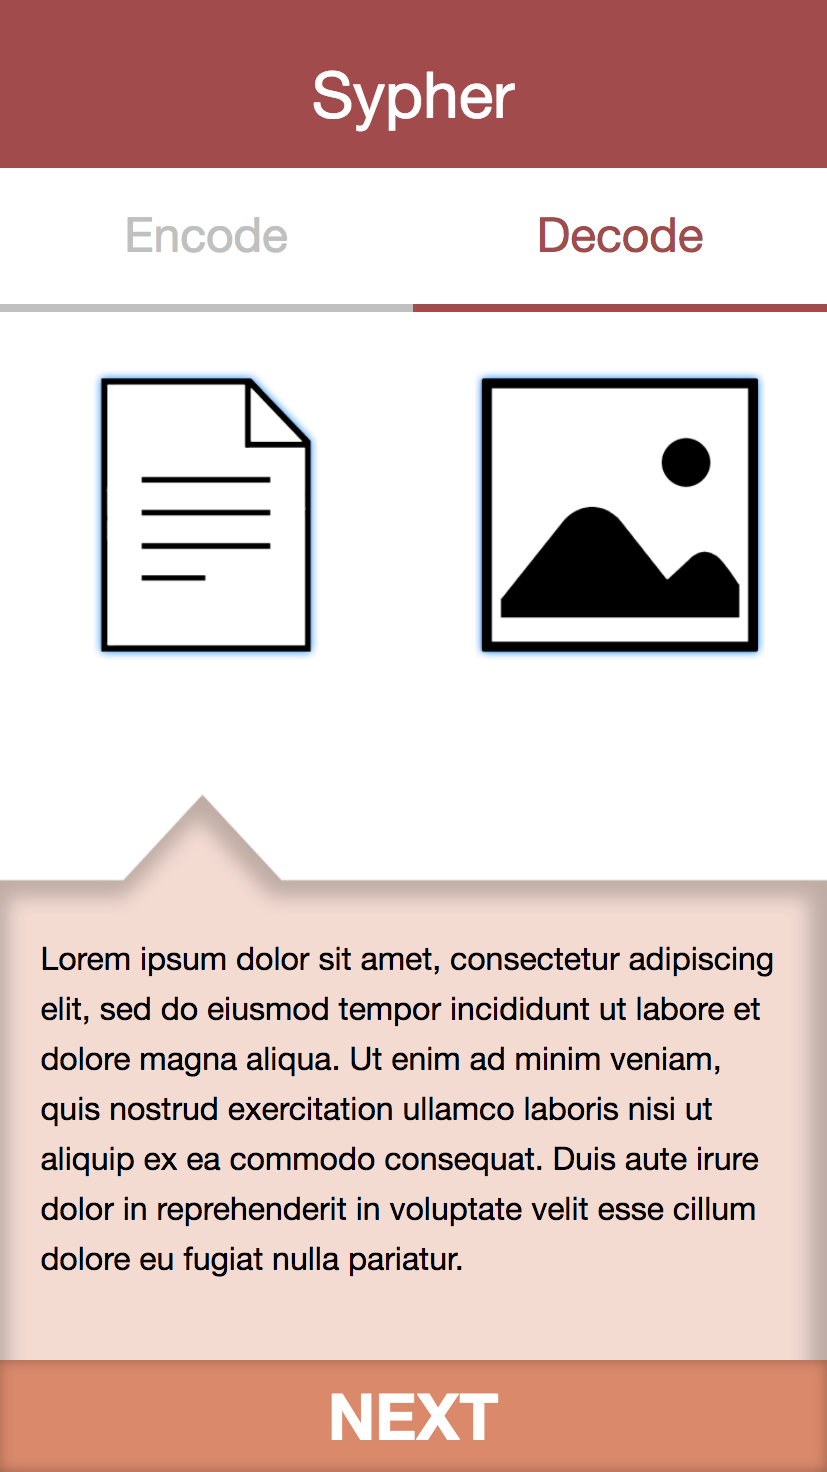 Sypher
Encode
Decode
Lorem ipsum dolor sit amet, consectetur adipiscing
elit, sed do eiusmod tempor incididunt ut labore et
dolore magna aliqua. Ut enim ad minim veniam,
quis nostrud exercitation ullamco laboris nisi ut
aliquip ex ea commodo consequat. Duis aute irure
dolor in reprehenderit in voluptate velit esse cillum
dolore eu fugiat nulla pariatur.
NEXT